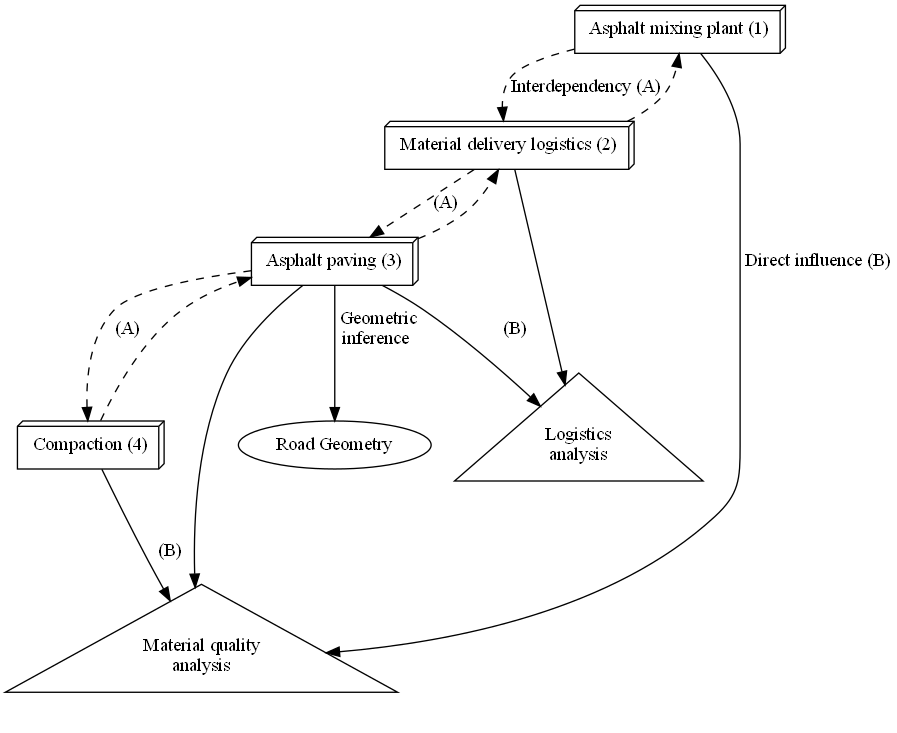 Asphalt mixing plant (1)
Interdependency (A)
Material delivery logistics (2)
(A)
Asphalt paving (3)
Direct influence (B)
Geometric
inference
(A)
(B)
Compaction (4)
Road Geometry
Logistics
analysis
(B)
Material quality
analysis